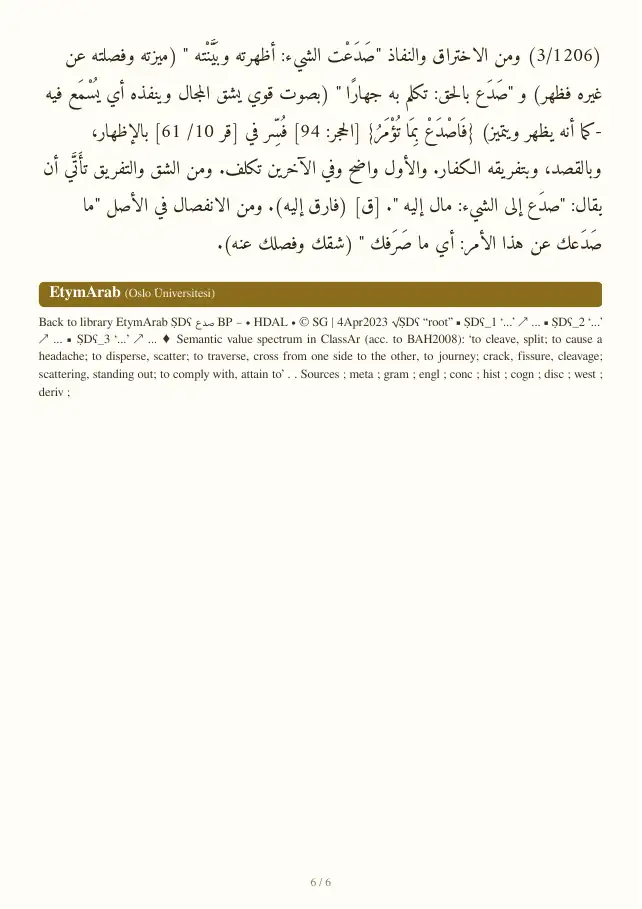 (3/1206) ومن الاختراق والنفاذ "صَدَعْت الشيء: أظهرته وبَيَّنْته " (ميزته وفصلته عن
غيره فظهر) و "صَدَع بالحق: تكلم به جهارًا " (بصوت قوي يشق المجال وينفذه أي يُسْمَع فيه
-كما أنه يظهر ويتميز) {فَاصْدَعْ بِمَا تُؤْمَرُ} [الحجر: 94] فُسِّر في [قر 10/ 61] بالإظهار،
وبالقصد، وبتفريقه الكفار. والأول واضح وفي الآخرين تكلف. ومن الشق والتفريق تأَتَّي أن
يقال: "صدَع إلى الشيء: مال إليه ". [ق] (فارق إليه). ومن الانفصال في الأصل "ما
صَدَعك عن هذا الأمر: أي ما صَرَفك " (شقك وفصلك عنه).
EtymArab (Oslo Üniversitesi)
Back to library EtymArab ṢDʕ صدع BP – • HDAL • © SG | 4Apr2023 √ṢDʕ “root” ▪ ṢDʕ_1 ‘...’ ↗ ... ▪ ṢDʕ_2 ‘...’
↗ ... ▪ ṢDʕ_3 ‘...’ ↗ ... ♦ Semantic value spectrum in ClassAr (acc. to BAH2008): ‘to cleave, split; to cause a
headache; to disperse, scatter; to traverse, cross from one side to the other, to journey; crack, fissure, cleavage;
scattering, standing out; to comply with, attain to’ . . Sources ; meta ; gram ; engl ; conc ; hist ; cogn ; disc ; west ;
deriv ;
6 / 6